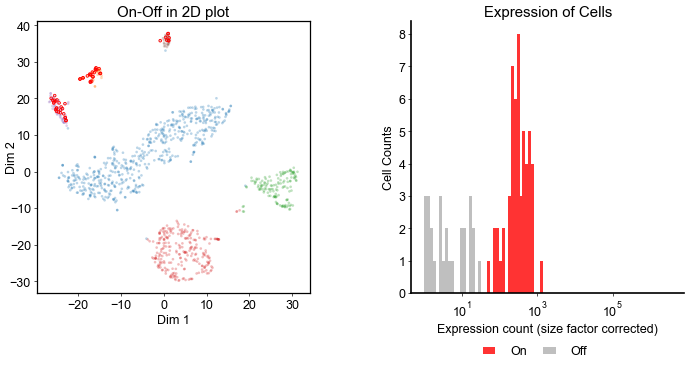 On-Off in 2D plot
40
30
20
10
0
−10
−20
−30
Dim 2
−20 −10 0 10 20 30
Dim 1
Expression of Cells
8
7
6
5
4
3
2
1
0
Cell Counts
10^1 10^3 10^5
Expression count (size factor corrected)
On Off